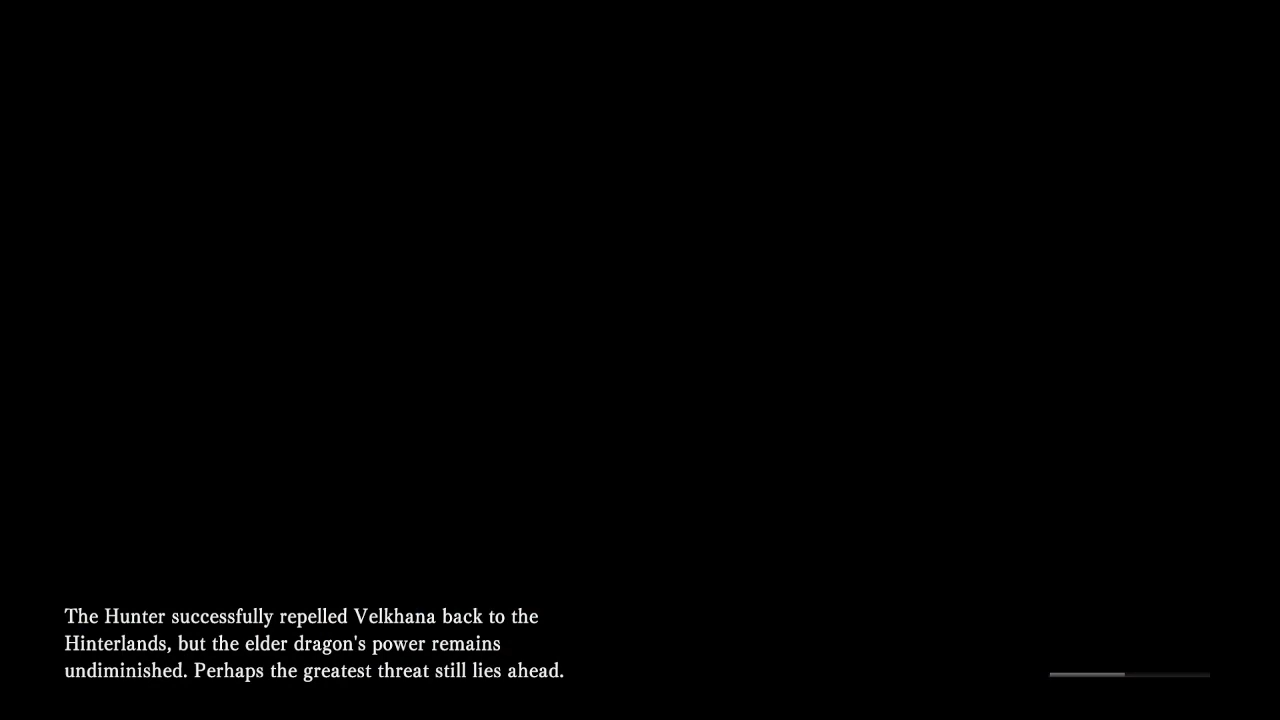 The Hunter successfully repelled Velkhana back to the
Hinterlands, but the elder dragon's power remains
undiminished. Perhaps the greatest threat still lies ahead.